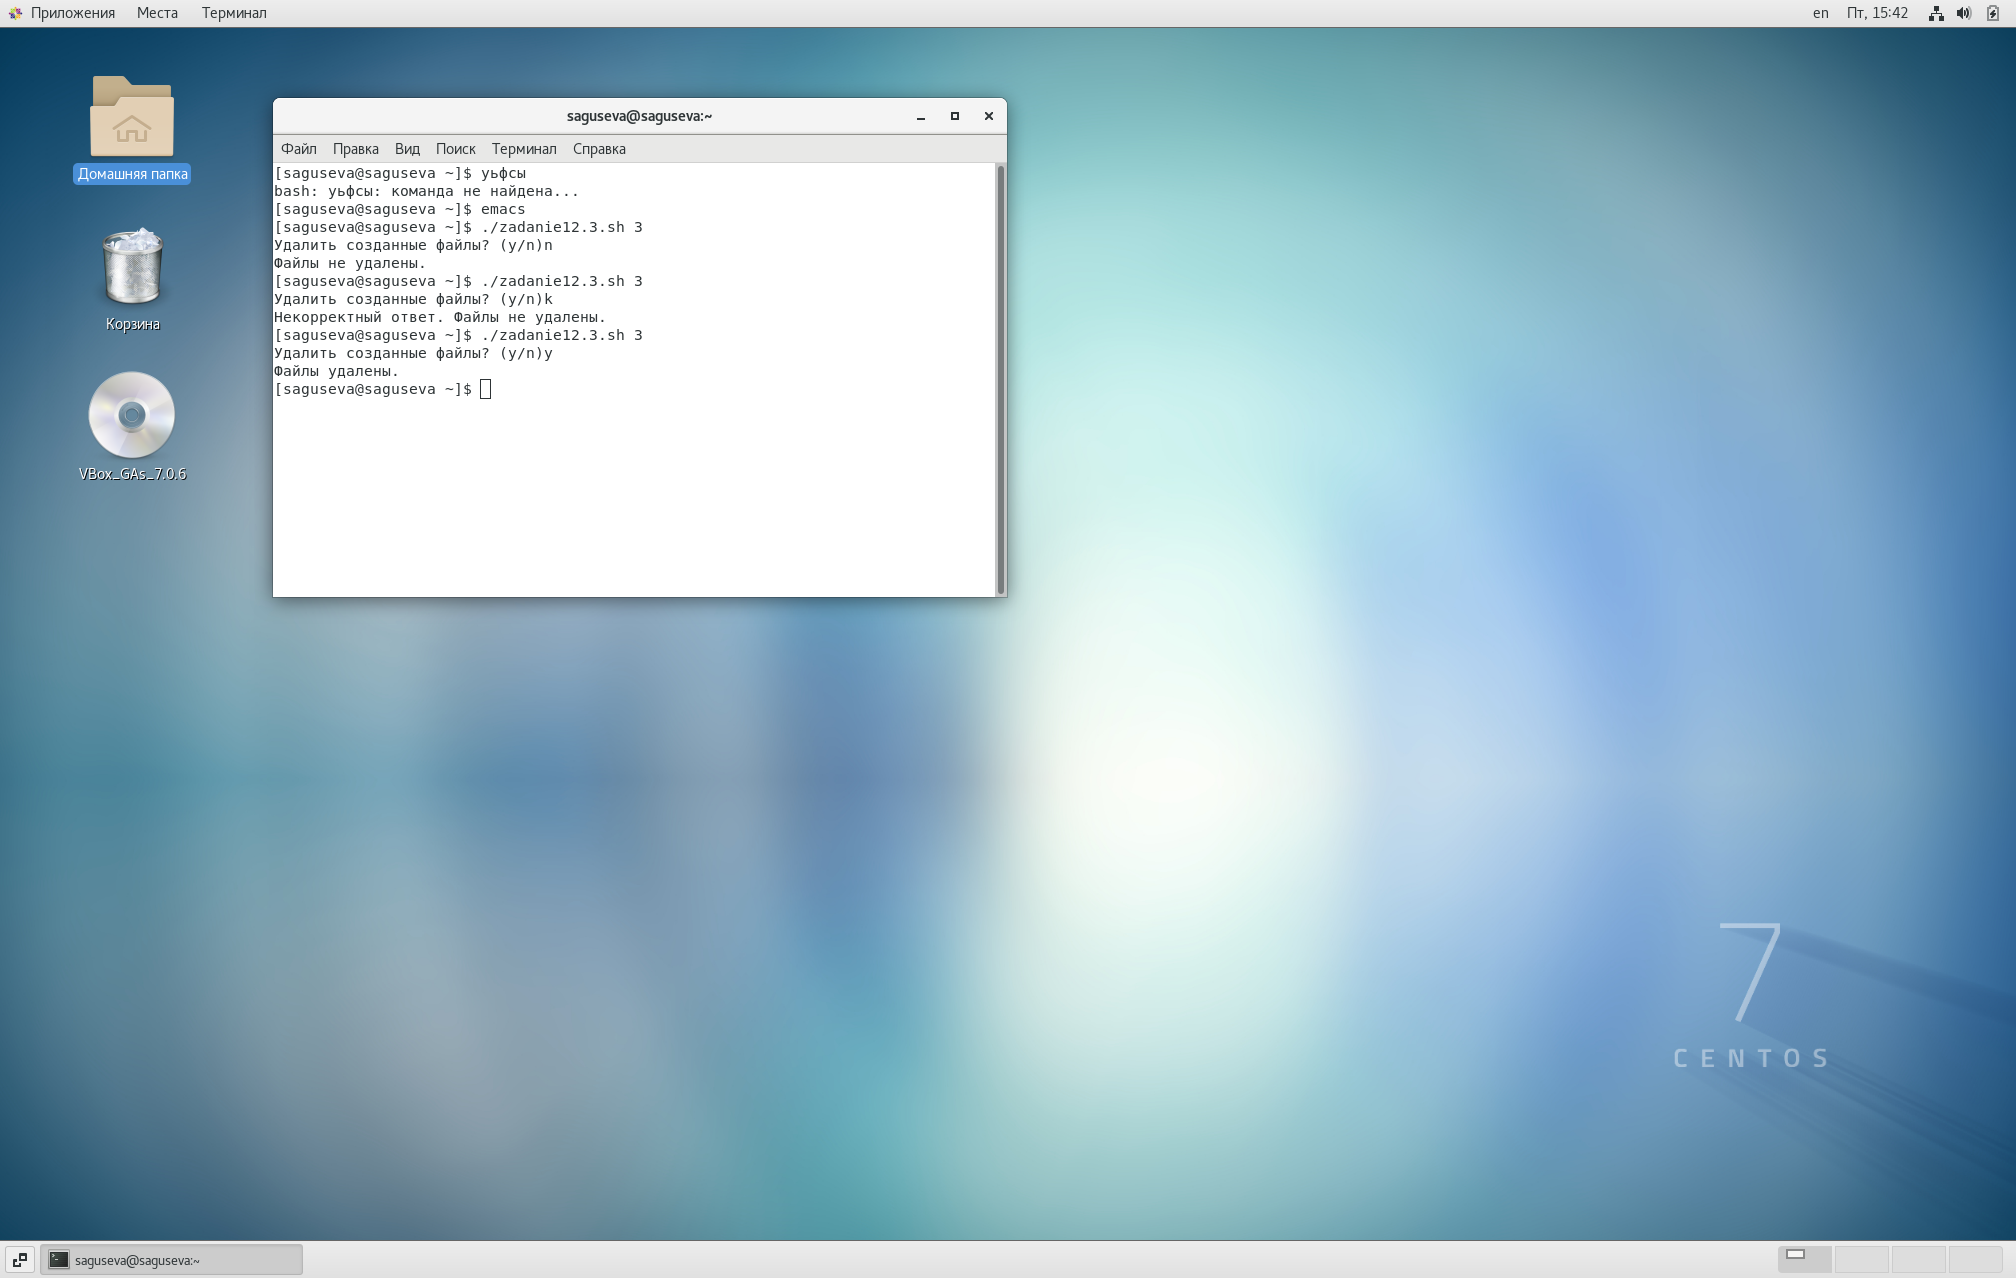 Приложения Места Терминал en Пт, 15:42
Домашняя папка
Корзина
VBox_GAs_7.0.6
saguseva@saguseva:~
Файл Правка Вид Поиск Терминал Справка
[saguseva@saguseva ~]$ уьфсы
bash: уьфсы: команда не найдена...
[saguseva@saguseva ~]$ emacs
[saguseva@saguseva ~]$ ./zadanie12.3.sh 3
Удалить созданные файлы? (y/n)n
Файлы не удалены.
[saguseva@saguseva ~]$ ./zadanie12.3.sh 3
Удалить созданные файлы? (y/n)k
Некорректный ответ. Файлы не удалены.
[saguseva@saguseva ~]$ ./zadanie12.3.sh 3
Удалить созданные файлы? (y/n)y
Файлы удалены.
[saguseva@saguseva ~]$
7
CENTOS
saguseva@saguseva:~